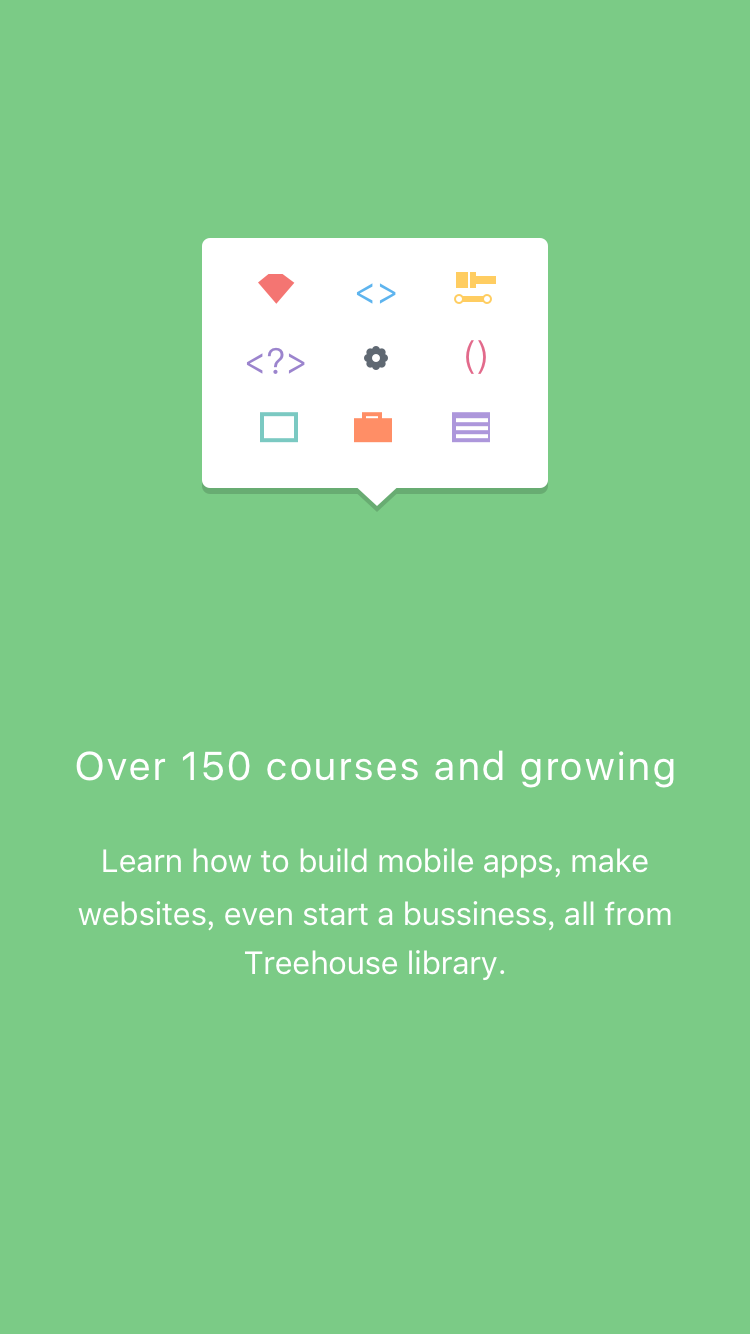 <>
<?>
()
Over 150 courses and growing
Learn how to build mobile apps, make
websites, even start a bussiness, all from
Treehouse library.